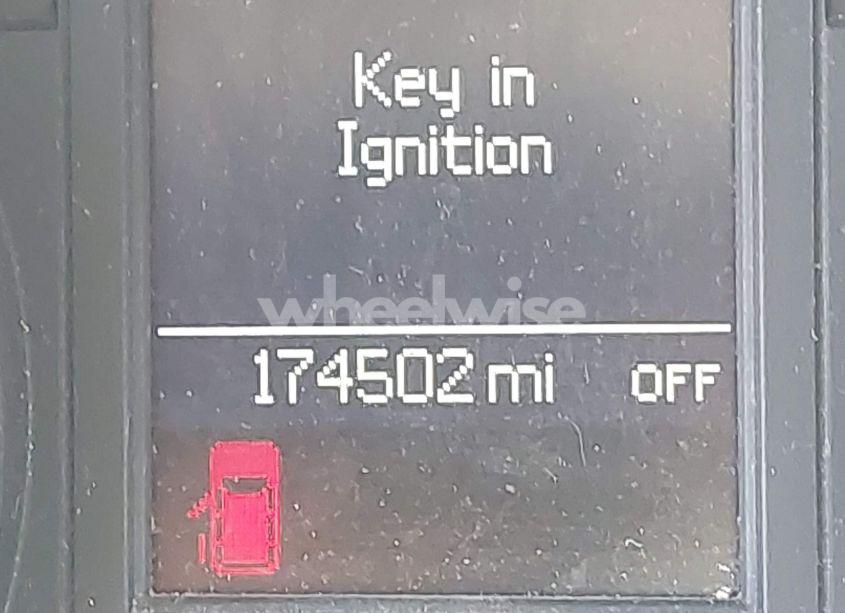 Key in
Ignition
wheelwise
174502 mi OFF